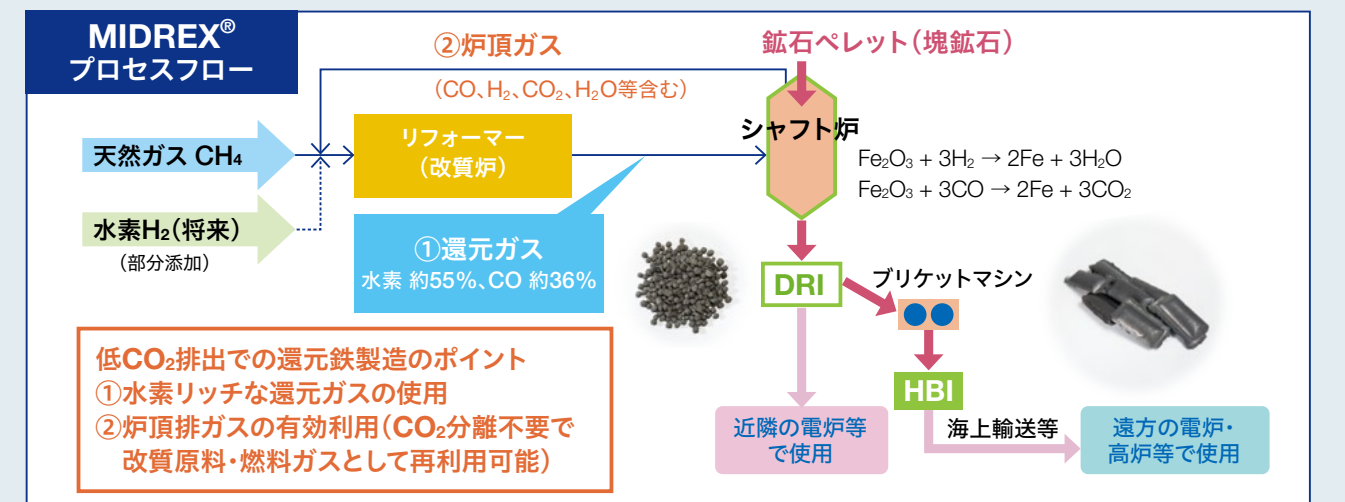 MIDREX®
プロセスフロー
②炉頂ガス
(CO、H₂、CO₂、H₂O等含む)
鉱石ペレット(塊鉱石)
天然ガス CH₄
リフォーマー
(改質炉)
シャフト炉
Fe₂O₃ + 3H₂ → 2Fe + 3H₂O
Fe₂O₃ + 3CO → 2Fe + 3CO₂
水素H₂(将来)
(部分添加)
①還元ガス
水素 約55%、CO 約36%
DRI
ブリケットマシン
HBI
低CO₂排出での還元鉄製造のポイント
①水素リッチな還元ガスの使用
②炉頂排ガスの有効利用(CO₂分離不要で
改質原料・燃料ガスとして再利用可能)
近隣の電炉等
で使用
海上輸送等
遠方の電炉・
高炉等で使用